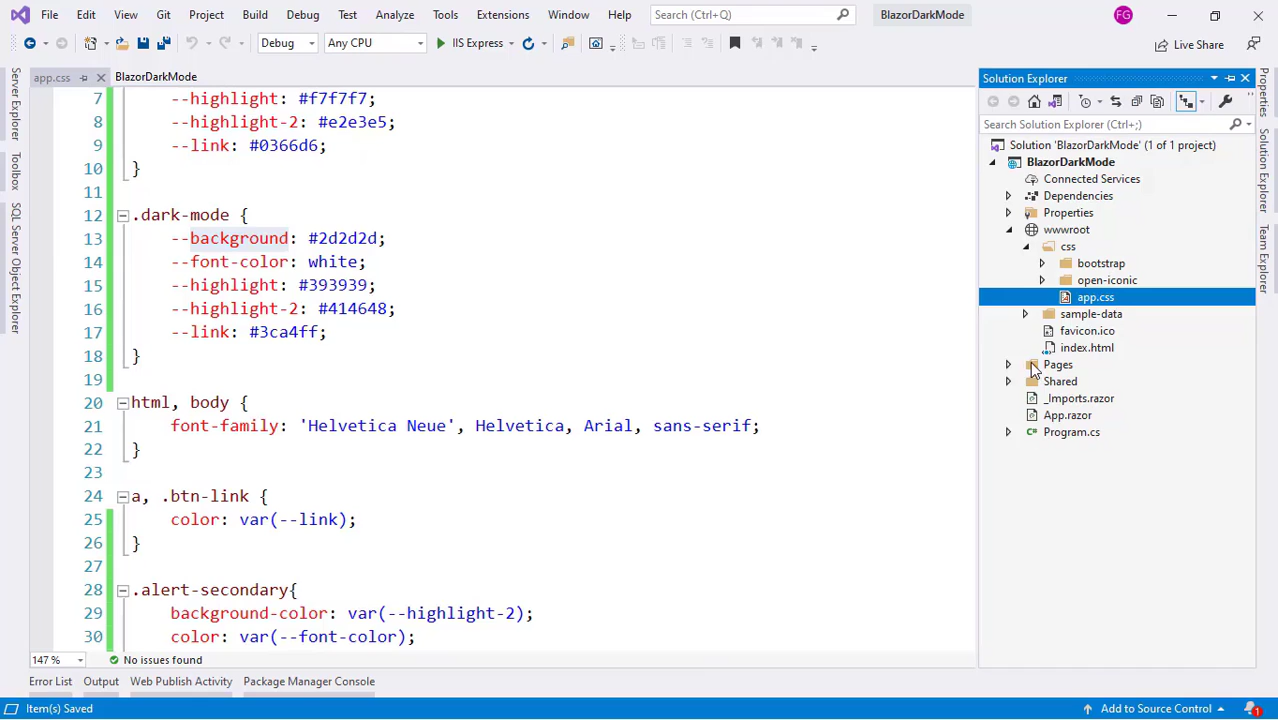 File Edit View Git Project Build Debug Test Analyze Tools Extensions Window Help Search (Ctrl+Q) BlazorDarkMode FG
Debug Any CPU IIS Express Live Share
app.css BlazorDarkMode
Server Explorer
Toolbox
SQL Server Object Explorer
7 --highlight: #f7f7f7;
8 --highlight-2: #e2e3e5;
9 --link: #0366d6;
10 }
11
12 .dark-mode {
13 --background: #2d2d2d;
14 --font-color: white;
15 --highlight: #393939;
16 --highlight-2: #414648;
17 --link: #3ca4ff;
18 }
19
20 html, body {
21 font-family: 'Helvetica Neue', Helvetica, Arial, sans-serif;
22 }
23
24 a, .btn-link {
25 color: var(--link);
26 }
27
28 .alert-secondary{
29 background-color: var(--highlight-2);
30 color: var(--font-color);
147 % No issues found
Solution Explorer
Search Solution Explorer (Ctrl+;)
Solution 'BlazorDarkMode' (1 of 1 project)
BlazorDarkMode
Connected Services
Dependencies
Properties
wwwroot
css
bootstrap
open-iconic
app.css
sample-data
favicon.ico
index.html
Pages
Shared
_Imports.razor
App.razor
C# Program.cs
Properties
Solution Explorer
Team Explorer
Error List Output Web Publish Activity Package Manager Console
Item(s) Saved Add to Source Control 1